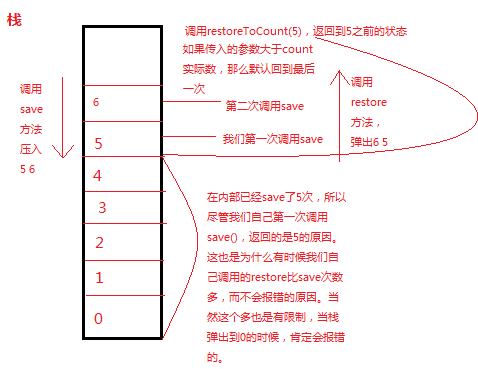 栈
调用restoreToCount(5)，返回到5之前的状态
如果传入的参数大于count
实际数，那么默认回到最后
一次
调用
save
方法
压入
5 6
6
第二次调用save
5
我们第一次调用save
调用
restore
方法，
弹出6 5
4
3
2
1
0
在内部已经save了5次，所以
尽管我们自己第一次调用
save()，返回的是5的原因。
这也是为什么有时候我们自
己调用的restore比save次数
多，而不会报错的原因。当
然这个多也是有限制，当栈
弹出到0的时候，肯定会报错
的。